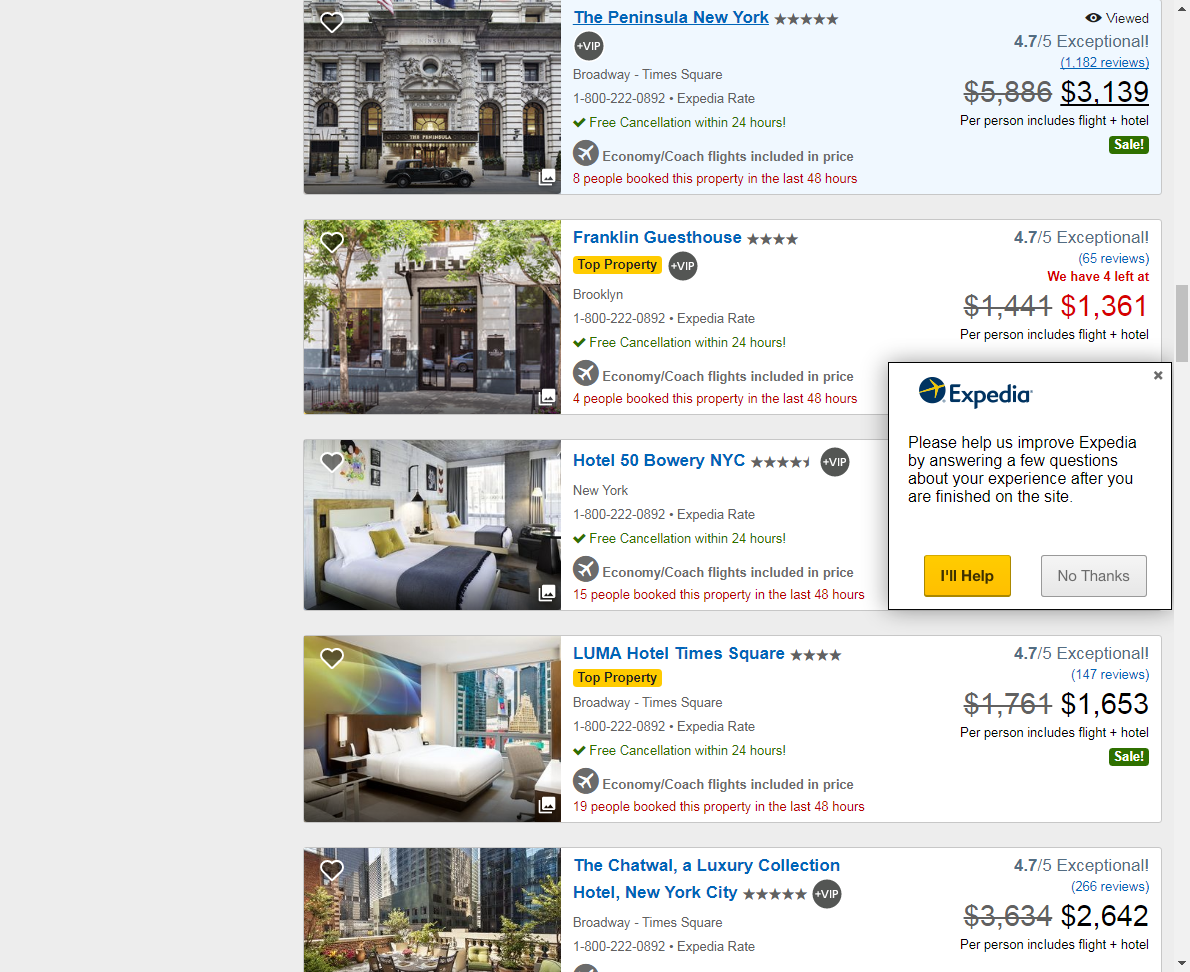 The Peninsula New York
Viewed
+VIP
4.7/5 Exceptional!
(1,182 reviews)
Broadway - Times Square
$5,886 $3,139
1-800-222-0892 • Expedia Rate
Per person includes flight + hotel
Free Cancellation within 24 hours!
Sale!
Economy/Coach flights included in price
8 people booked this property in the last 48 hours
THE PENINSULA
Franklin Guesthouse
4.7/5 Exceptional!
Top Property
+VIP
(65 reviews)
We have 4 left at
Brooklyn
$1,441 $1,361
1-800-222-0892 • Expedia Rate
Per person includes flight + hotel
Free Cancellation within 24 hours!
Economy/Coach flights included in price
4 people booked this property in the last 48 hours
HOTEL
Expedia
Please help us improve Expedia
by answering a few questions
about your experience after you
are finished on the site.
I'll Help
No Thanks
Hotel 50 Bowery NYC
+VIP
New York
1-800-222-0892 • Expedia Rate
Free Cancellation within 24 hours!
Economy/Coach flights included in price
15 people booked this property in the last 48 hours
LUMA Hotel Times Square
4.7/5 Exceptional!
Top Property
(147 reviews)
Broadway - Times Square
$1,761 $1,653
1-800-222-0892 • Expedia Rate
Per person includes flight + hotel
Free Cancellation within 24 hours!
Sale!
Economy/Coach flights included in price
19 people booked this property in the last 48 hours
The Chatwal, a Luxury Collection
Hotel, New York City
+VIP
4.7/5 Exceptional!
(266 reviews)
Broadway - Times Square
$3,634 $2,642
1-800-222-0892 • Expedia Rate
Per person includes flight + hotel